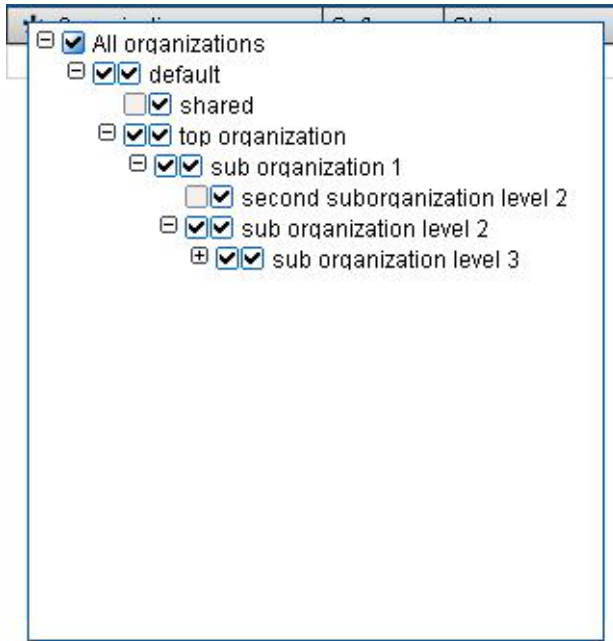 All organizations
default
shared
top organization
sub organization 1
second suborganization level 2
sub organization level 2
sub organization level 3